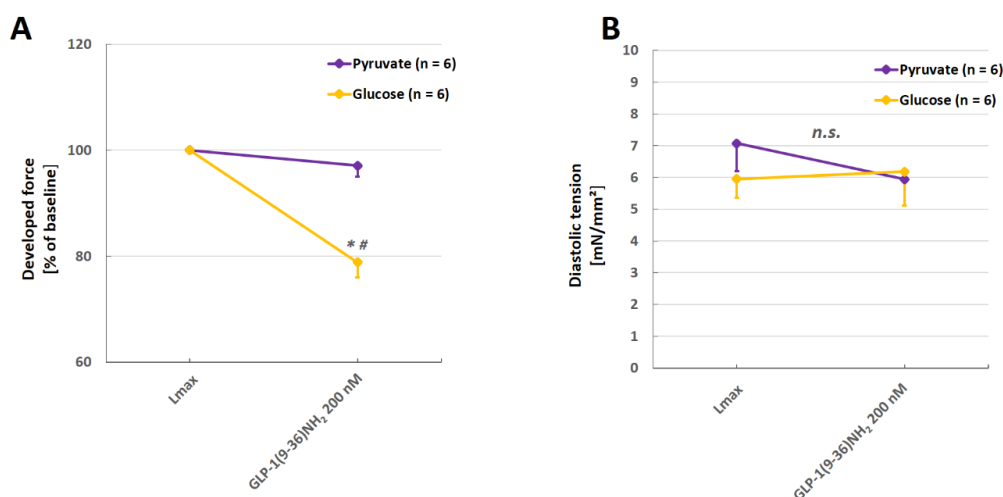 A
Developed force
[% of baseline]
120
100
80
60
Pyruvate (n = 6)
Glucose (n = 6)
* #
Lmax
GLP-1(9-36)NH₂ 200 nM
B
Diastolic tension
[mN/mm²]
10
9
8
7
6
5
4
3
2
1
0
Pyruvate (n = 6)
Glucose (n = 6)
n.s.
Lmax
GLP-1(9-36)NH₂ 200 nM